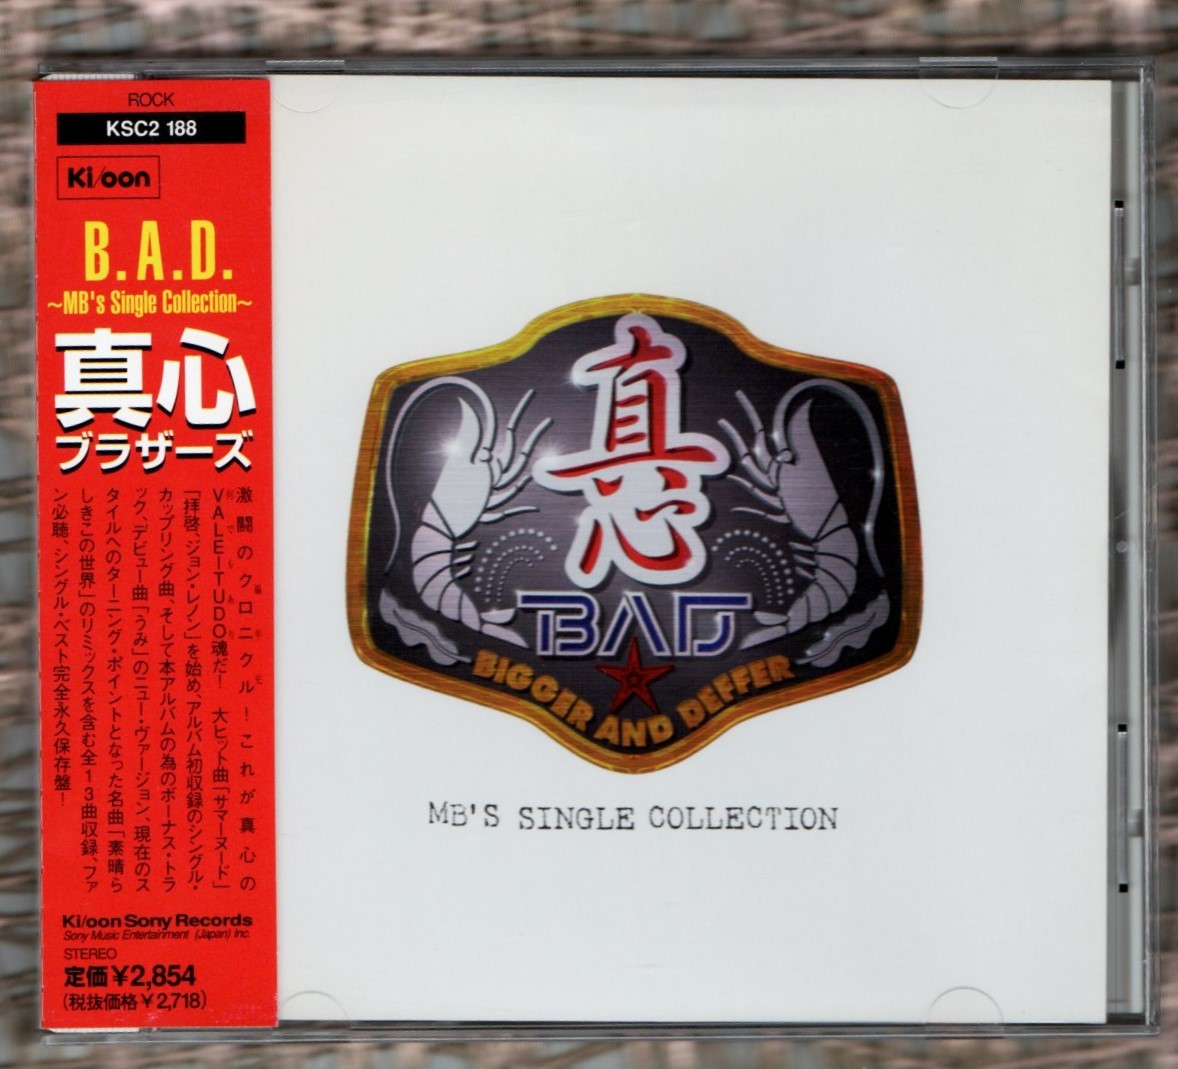 ROCK
KSC2 188
Ki/oon
B.A.D.
〜MB's Single Collection〜
真心
ブラザーズ
激闘のクロニクル！これが真心の
VALE-TUDO魂だ！ 大ヒット曲「サマーヌード」
「拝啓、ジョン・レノン」を始め、アルバム初収録のシングル・
カップリング曲、そして本アルバムの為のボーナス・トラ
ック、デビュー曲「うみ」のニュー・ヴァージョン、現在のス
タイルへのターニング・ポイントとなった名曲「素晴ら
しきこの世界」のリミックスを含む全13曲収録、ファ
ン必聴、シングル・ベスト完全永久保存盤！
Ki/oon Sony Records
Sony Music Entertainment (Japan) Inc.
STEREO
定価￥2,854
(税抜価格￥2,718)
真心
BAD
BIGGER AND DEFFER
MB'S SINGLE COLLECTION